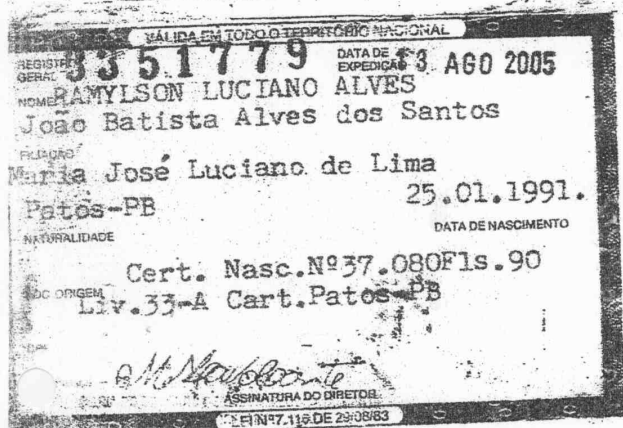 VÁLIDA EM TODO O TERRITÓRIO NACIONAL
REGISTRO GERAL 3351779 DATA DE EXPEDIÇÃO 13 AGO 2005
NOME RAMYLSON LUCIANO ALVES
João Batista Alves dos Santos
FILIAÇÃO
Maria José Luciano de Lima
Patos-PB 25.01.1991.
NATURALIDADE DATA DE NASCIMENTO
Cert. Nasc.Nº37.080Fls.90
DOC ORIGEM Liv.33-A Cart.Patos-PB
CPF
ASSINATURA DO DIRETOR
LEI Nº7.116 DE 29/08/83